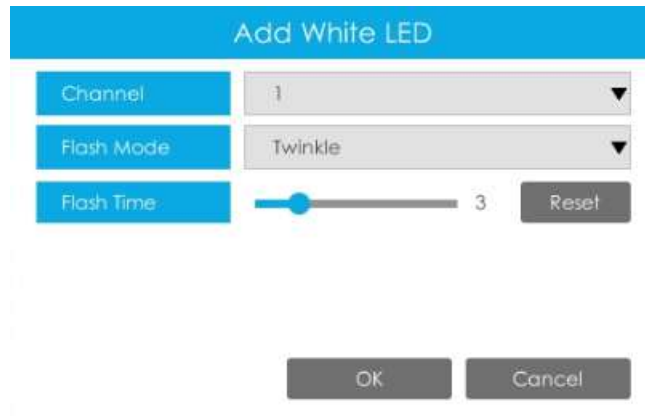 Add White LED
Channel 1
Flash Mode Twinkle
Flash Time 3 Reset
OK Cancel